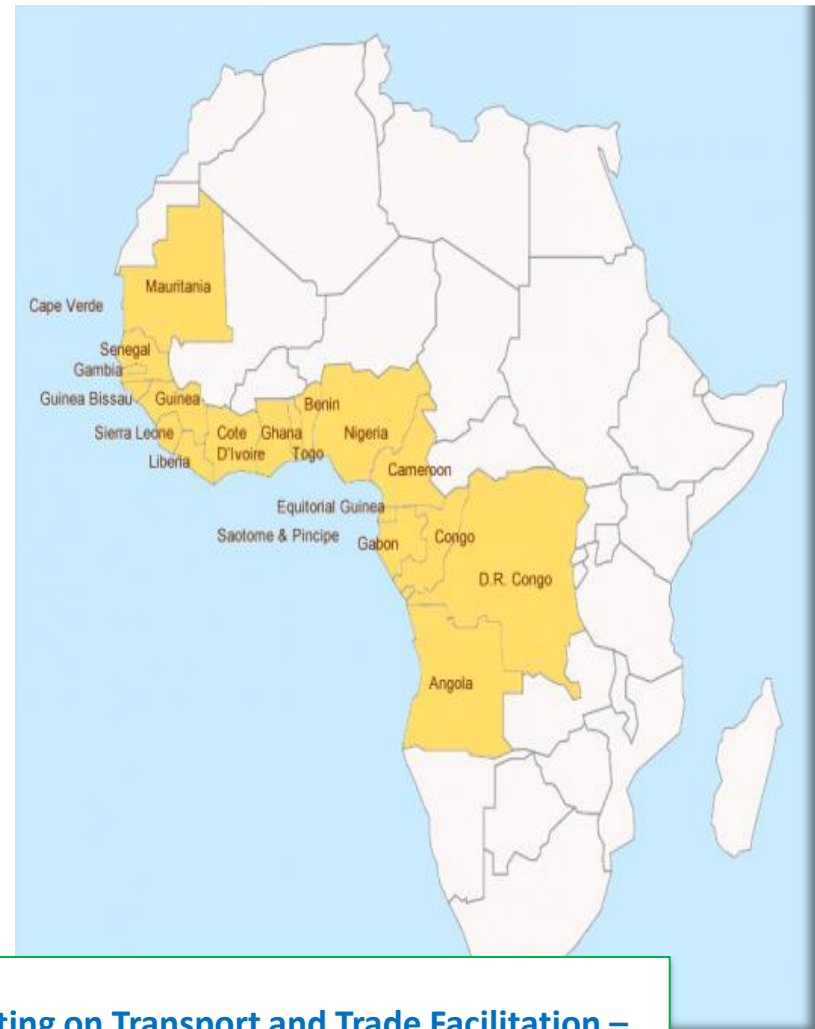 Mauritania
Cape Verde
Senegal
Gambia
Guinea Bissau
Guinea
Benin
Sierra Leone
Cote
D'Ivoire
Ghana
Togo
Nigeria
Liberia
Cameroon
Equitorial Guinea
Saotome & Pincipe
Gabon
Congo
D.R. Congo
Angola
ting on Transport and Trade Facilitation –